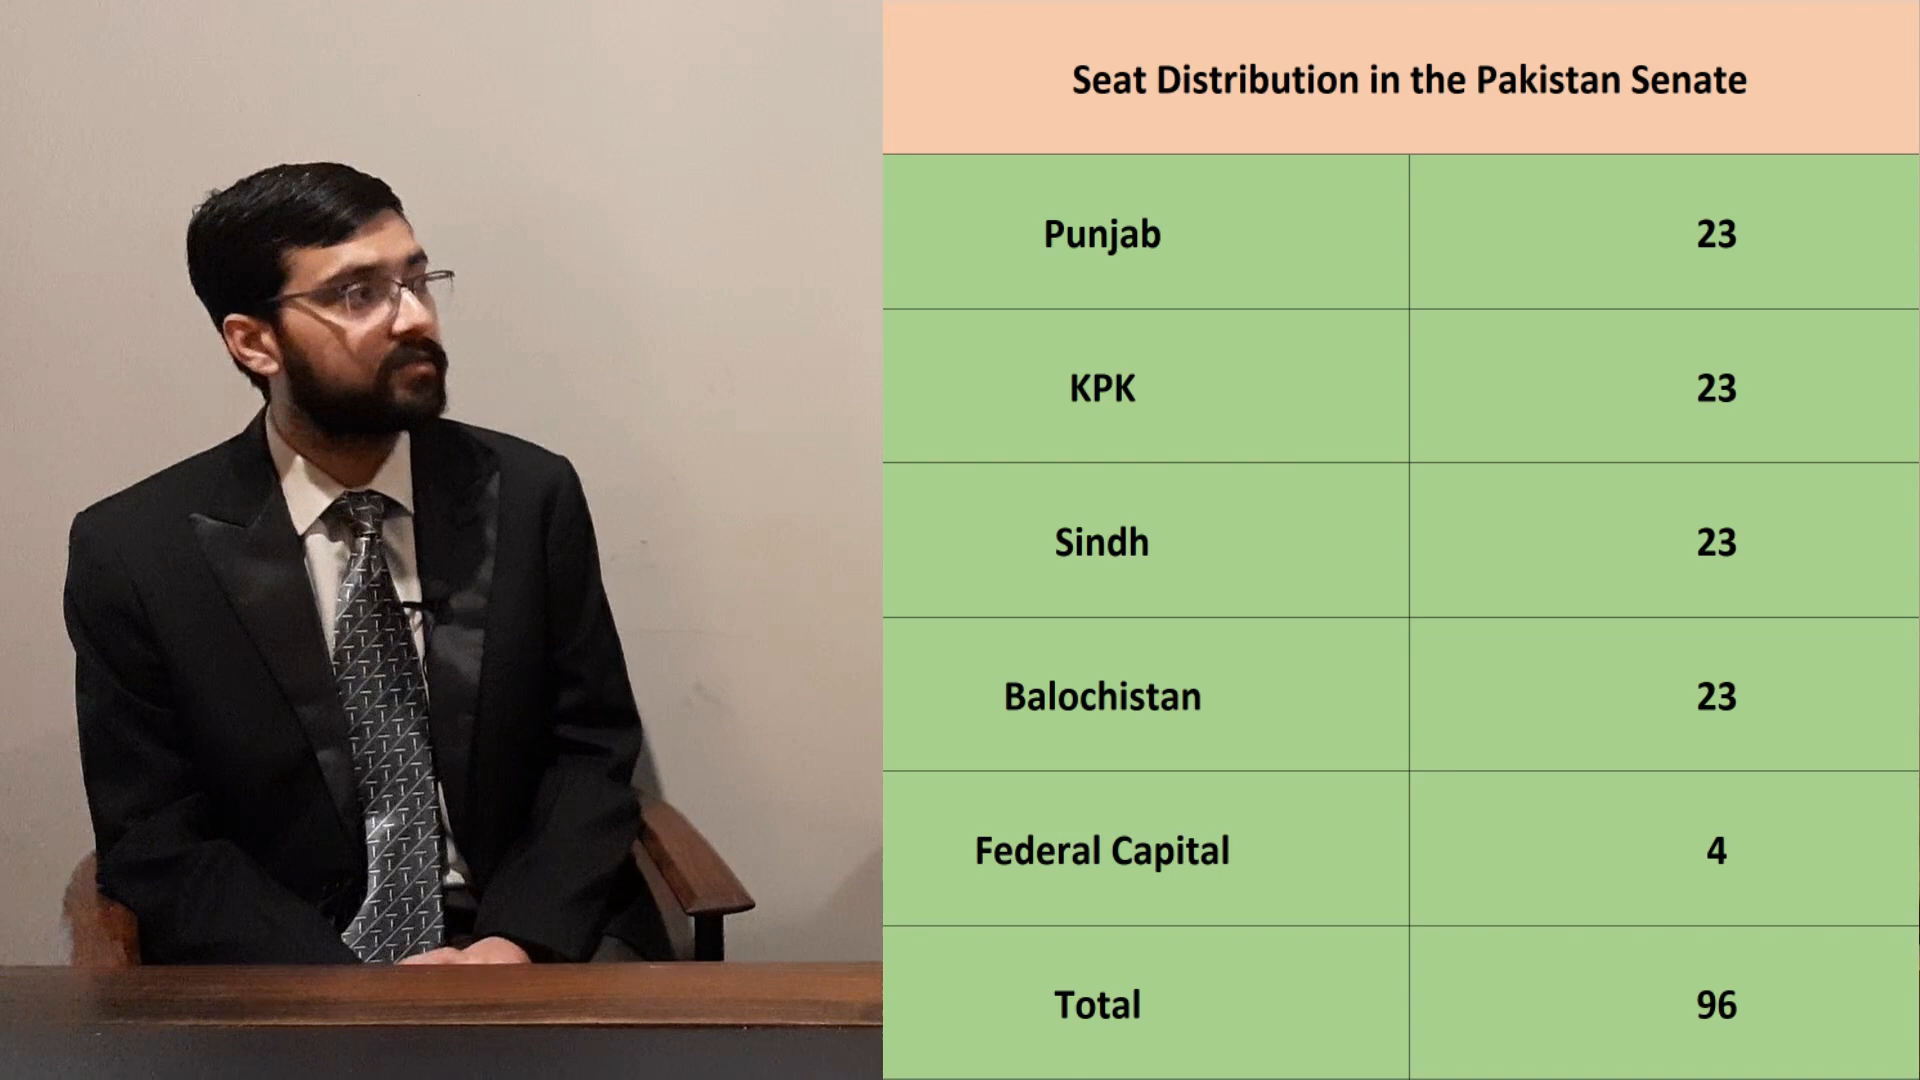 Seat Distribution in the Pakistan Senate
Punjab 23
KPK 23
Sindh 23
Balochistan 23
Federal Capital 4
Total 96